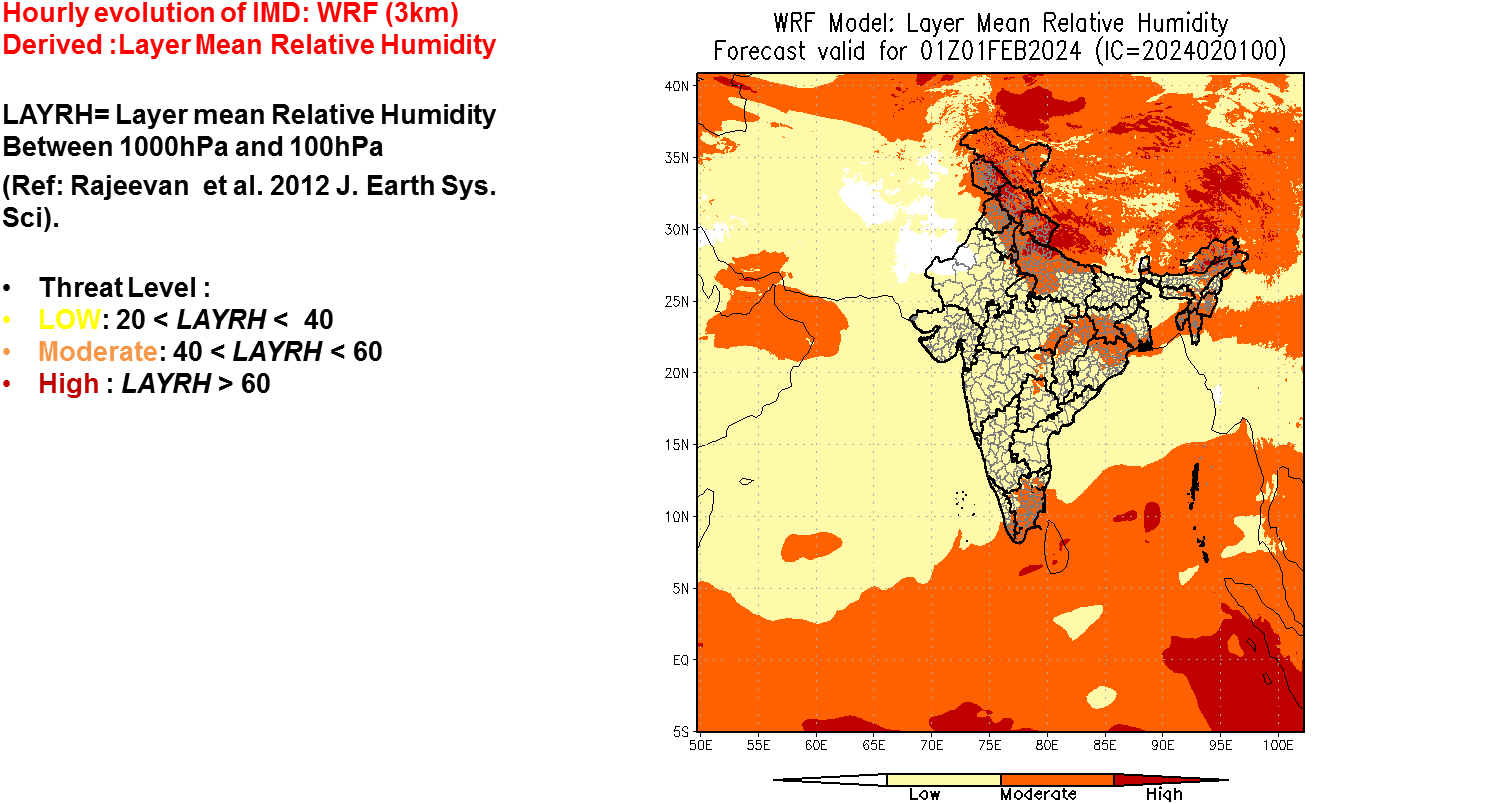 Hourly evolution of IMD: WRF (3km)
Derived :Layer Mean Relative Humidity
LAYRH= Layer mean Relative Humidity
Between 1000hPa and 100hPa
(Ref: Rajeevan et al. 2012 J. Earth Sys.
Sci).
• Threat Level :
• LOW: 20 < LAYRH < 40
• Moderate: 40 < LAYRH < 60
• High : LAYRH > 60
WRF Model: Layer Mean Relative Humidity
Forecast valid for 01Z01FEB2024 (IC=2024020100)
40N
35N
30N
25N
20N
15N
10N
5N
EQ
5S
50E 55E 60E 65E 70E 75E 80E 85E 90E 95E 100E
Low Moderate High